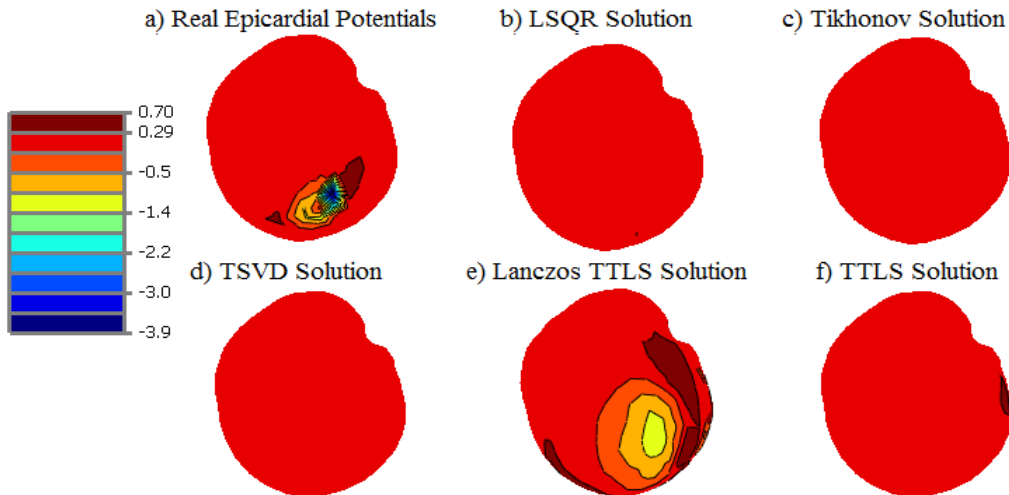 a) Real Epicardial Potentials
b) LSQR Solution
c) Tikhonov Solution
0.70
0.29
-0.5
-1.4
-2.2
-3.0
-3.9
d) TSVD Solution
e) Lanczos TTLS Solution
f) TTLS Solution